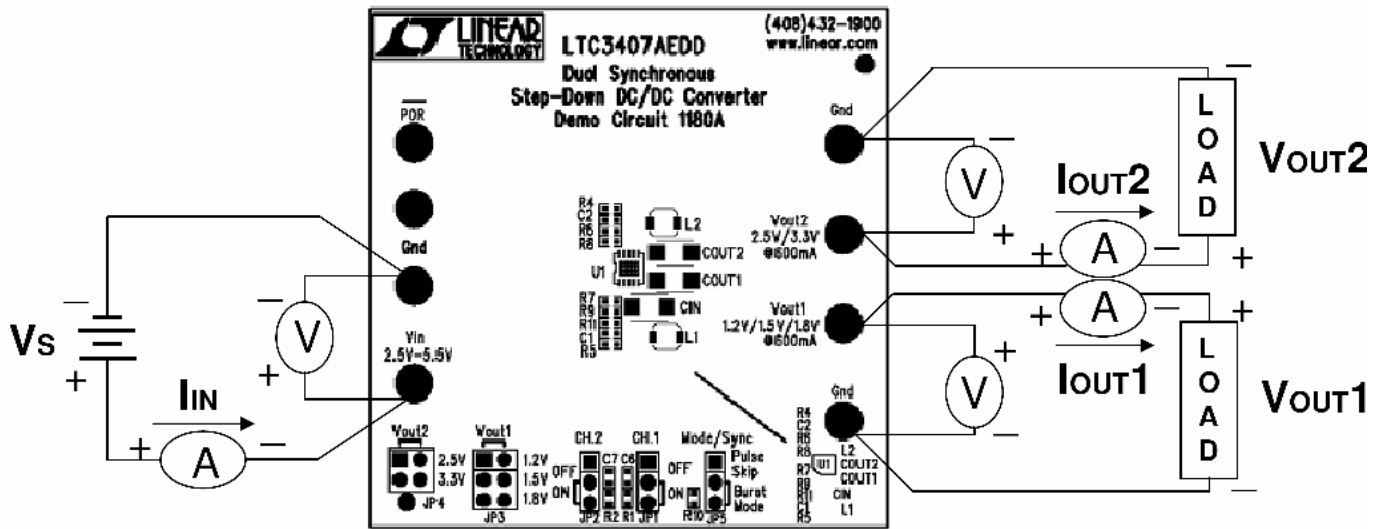 LINEAR
TECHNOLOGY
(408)432-1900
www.linear.com
LTC3407AEDD
Dual Synchronous
Step-Down DC/DC Converter
Demo Circuit 1180A
POR
Gnd
Vin
2.5V-5.5V
VS
V
IIN
A
- + - + + -
R4
C2
R6
R8
L2
COUT2
U1
COUT1
R7
R9
R11
C1
R5
CIN
L1
Gnd
Vout2
2.5V/3.3V
@600mA
Vout1
1.2V/1.5V/1.8V
@600mA
Gnd
V
IOUT2
A
LOAD
VOUT2
A
IOUT1
V
LOAD
VOUT1
Vout2
2.5V
3.3V
JP4
Vout1
1.2V
1.5V
1.8V
JP3
CH.2
OFF
ON
JP2
C7
R2
C6
R1
CH.1
OFF
ON
JP1
R10
Mode/Sync
Pulse
Skip
Burst
Mode
JP5
R4
C2
R6
R8
L2
U1
COUT2
R7
COUT1
R9
R11
CIN
C1
L1
R5